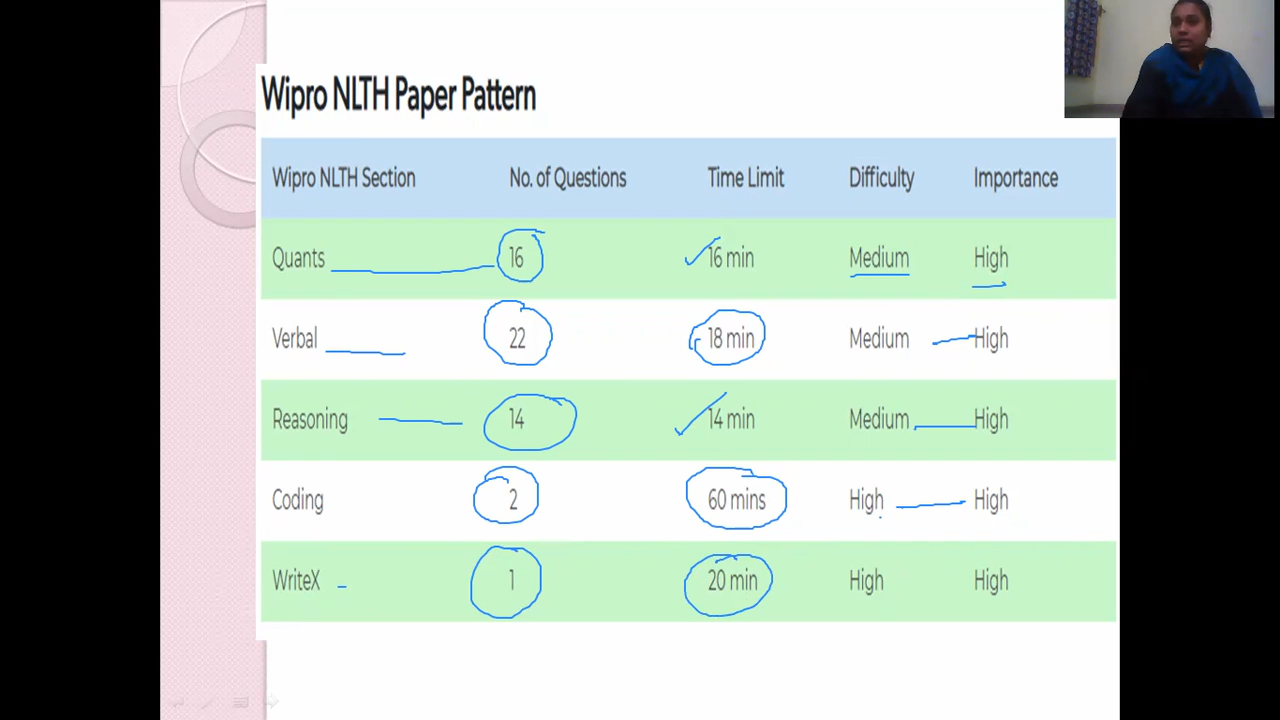 Wipro NLTH Paper Pattern
Wipro NLTH Section No. of Questions Time Limit Difficulty Importance
Quants 16 16 min Medium High
Verbal 22 18 min Medium High
Reasoning 14 14 min Medium High
Coding 2 60 mins High High
WriteX 1 20 min High High